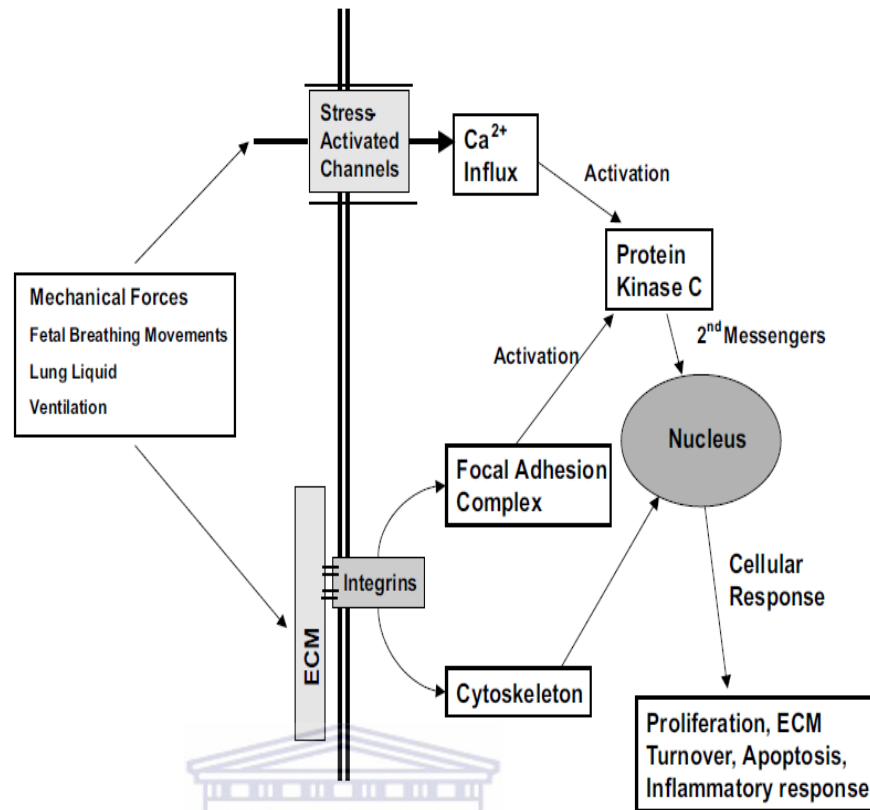 Stress-
Activated
Channels
Ca²⁺
Influx
Activation
Protein
Kinase C
Mechanical Forces
Fetal Breathing Movements
Lung Liquid
Ventilation
Activation
2ⁿᵈ Messengers
Nucleus
Focal Adhesion
Complex
Integrins
ECM
Cellular
Response
Cytoskeleton
Proliferation, ECM
Turnover, Apoptosis,
Inflammatory response